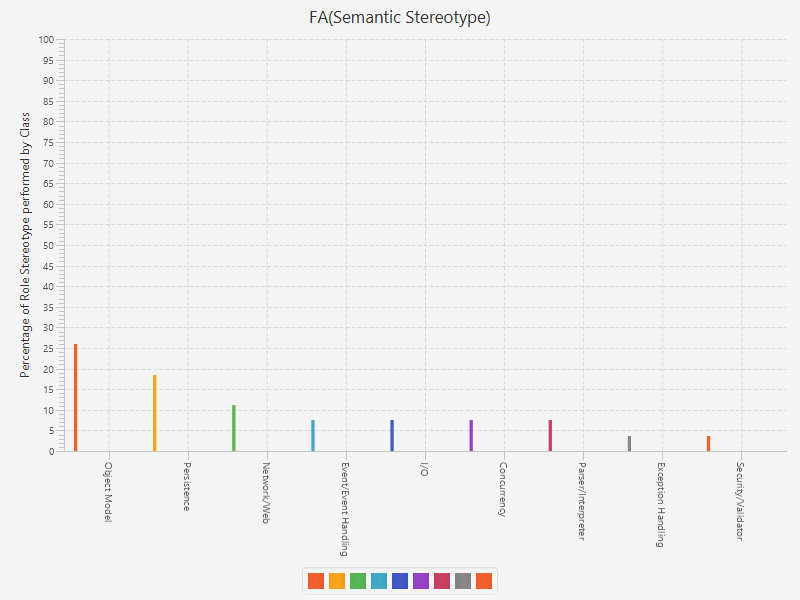 FA(Semantic Stereotype)
Percentage of Role Stereotype performed by Class
100
95
90
85
80
75
70
65
60
55
50
45
40
35
30
25
20
15
10
5
0
Object Model
Persistence
Network/Web
Event/Event Handling
I/O
Concurrency
Parser/Interpreter
Exception Handling
Security/Validator